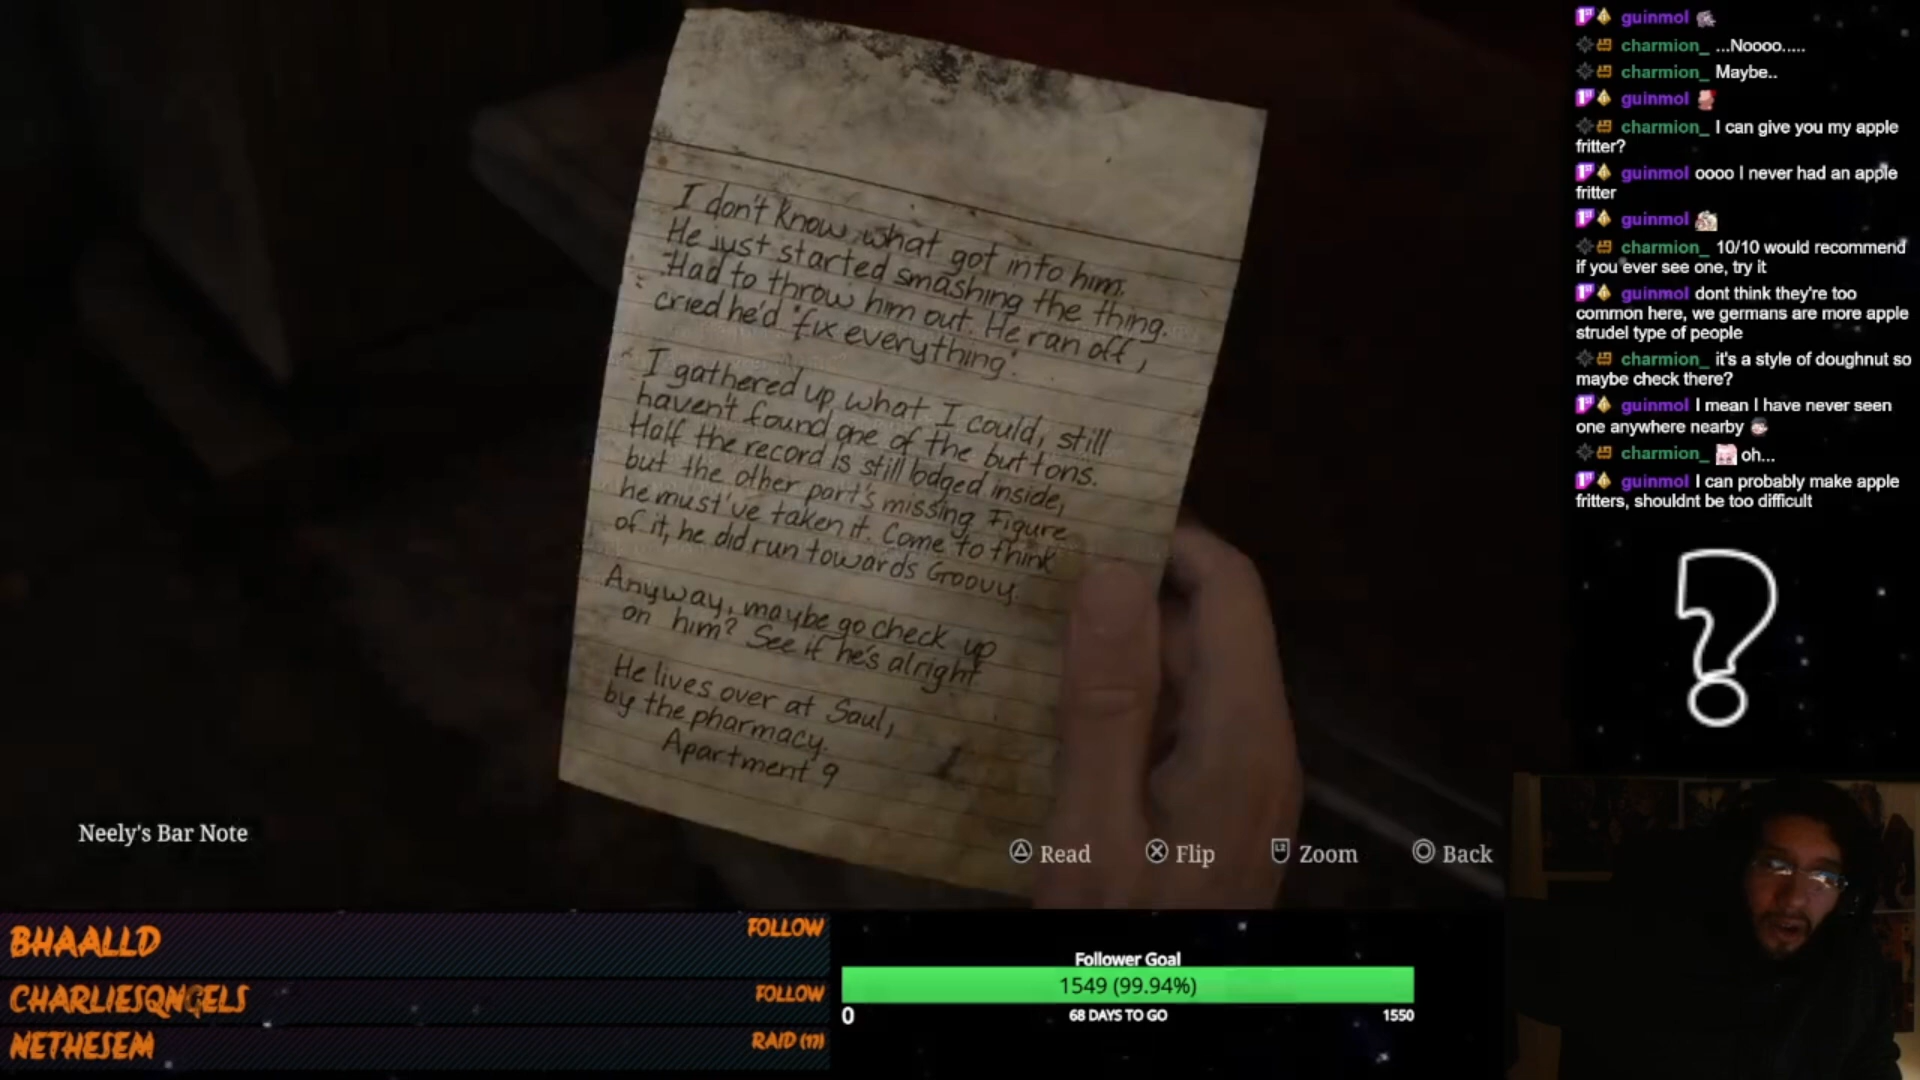 I don't know what got into him.
He just started smashing the thing.
Had to throw him out. He ran off,
cried he'd "fix everything".
I gathered up what I could, still
haven't found one of the buttons.
Half the record is still lodged inside,
but the other part's missing. Figure
he must've taken it. Come to think
of it, he did run towards Groovy
Anyway, maybe go check up
on him? See if he's alright
He lives over at Saul,
by the pharmacy.
Apartment 9
Neely's Bar Note
Read
Flip
L2 Zoom
Back
guinmol
charmion_ ...Noooo.....
charmion_ Maybe..
guinmol
charmion_ I can give you my apple
fritter?
guinmol oooo I never had an apple
fritter
guinmol
charmion_ 10/10 would recommend
if you ever see one, try it
guinmol dont think they're too
common here, we germans are more apple
strudel type of people
charmion_ it's a style of doughnut so
maybe check there?
guinmol I mean I have never seen
one anywhere nearby
charmion_ oh...
guinmol I can probably make apple
fritters, shouldnt be too difficult
?
BHAALLD FOLLOW
CHARLIESQNGELS FOLLOW
NETHESEM RAID (17)
Follower Goal
1549 (99.94%)
0 68 DAYS TO GO 1550